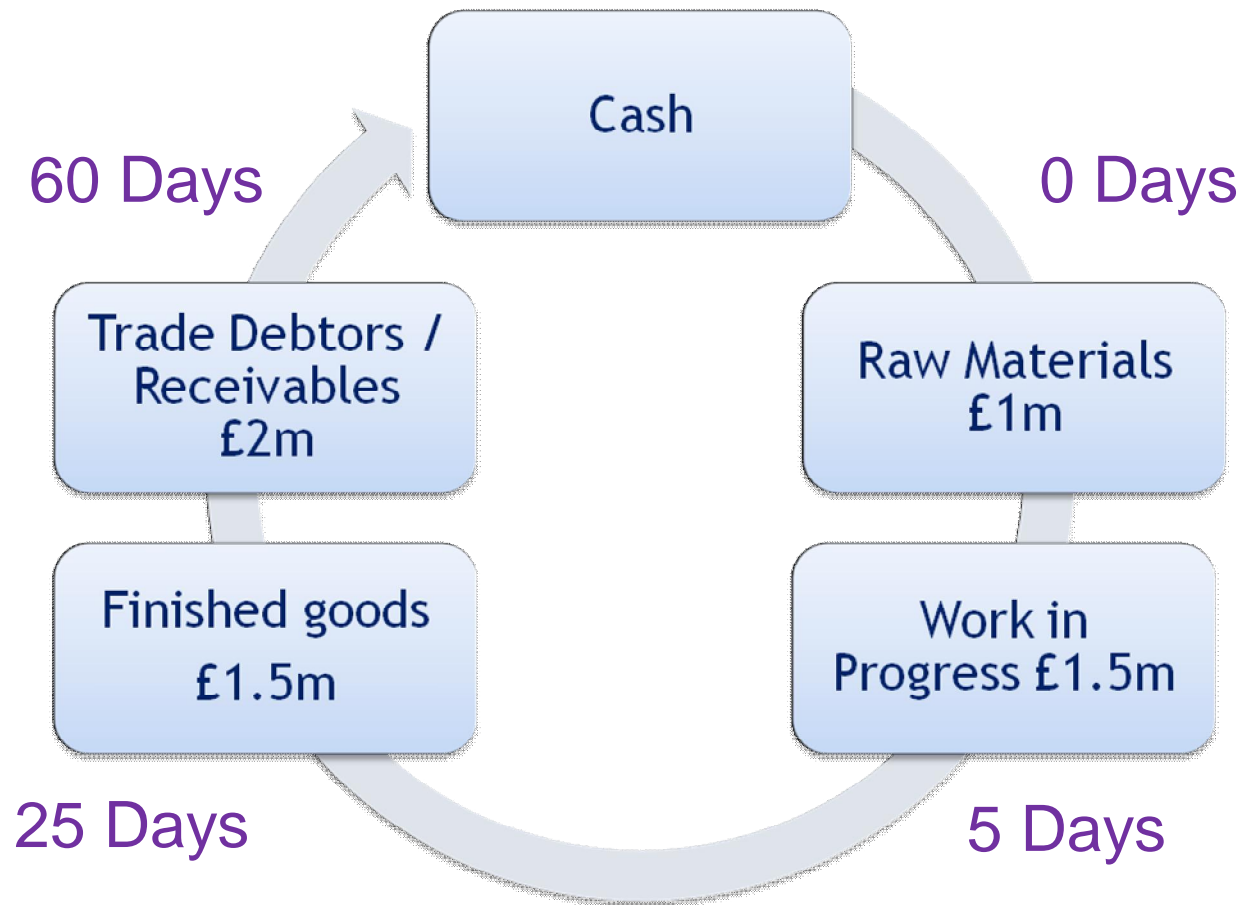 Cash
60 Days
0 Days
Trade Debtors /
Receivables
£2m
Raw Materials
£1m
Finished goods
£1.5m
Work in
Progress £1.5m
25 Days
5 Days